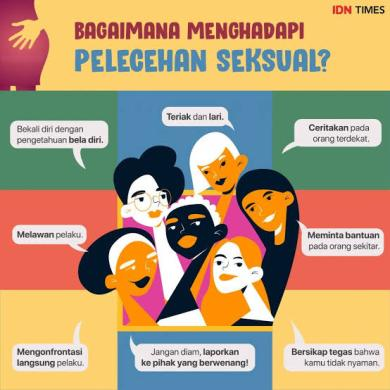 IDN TIMES
BAGAIMANA MENGHADAPI
PELECEHAN SEKSUAL?
Teriak dan lari.
Bekali diri dengan
pengetahuan bela diri.
Ceritakan pada
orang terdekat.
Melawan pelaku.
Meminta bantuan
pada orang sekitar.
Mengonfrontasi
langsung pelaku.
Jangan diam, laporkan
ke pihak yang berwenang!
Bersikap tegas bahwa
kamu tidak nyaman.